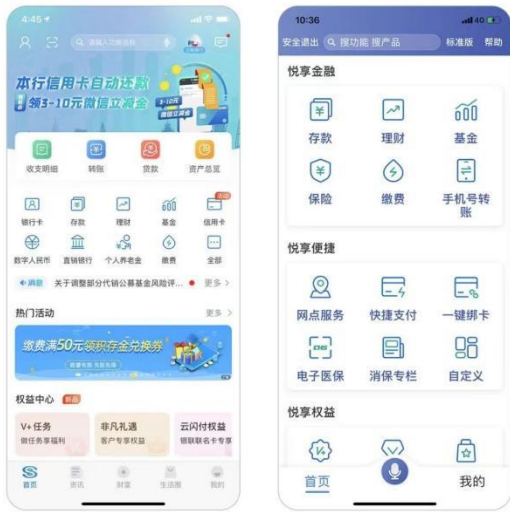 4:45
请输入功能名称
本行信用卡自动还款
领3-10元微信立减金
3-10元
微信立减金
收支明细 转账 贷款 资产总览
活动
银行卡 存款 理财 基金 信用卡
数字人民币 直销银行 个人养老金 缴费 全部
消息 关于调整部分代销公募基金风险评... 更多 >
热门活动 更多 >
缴费满50元领积存金兑换券
权益中心 新品
V+任务 非凡礼遇 云闪付权益
做任务享福利 客户专享权益 银联联名卡专享
首页 资讯 财富 生活圈 我的
10:36 4G
安全退出 搜功能 搜产品 标准版 帮助
悦享金融
存款 理财 基金
保险 缴费 手机号转账
悦享便捷
网点服务 快捷支付 一键绑卡
电子医保 消保专栏 自定义
悦享权益
V+
首页 我的